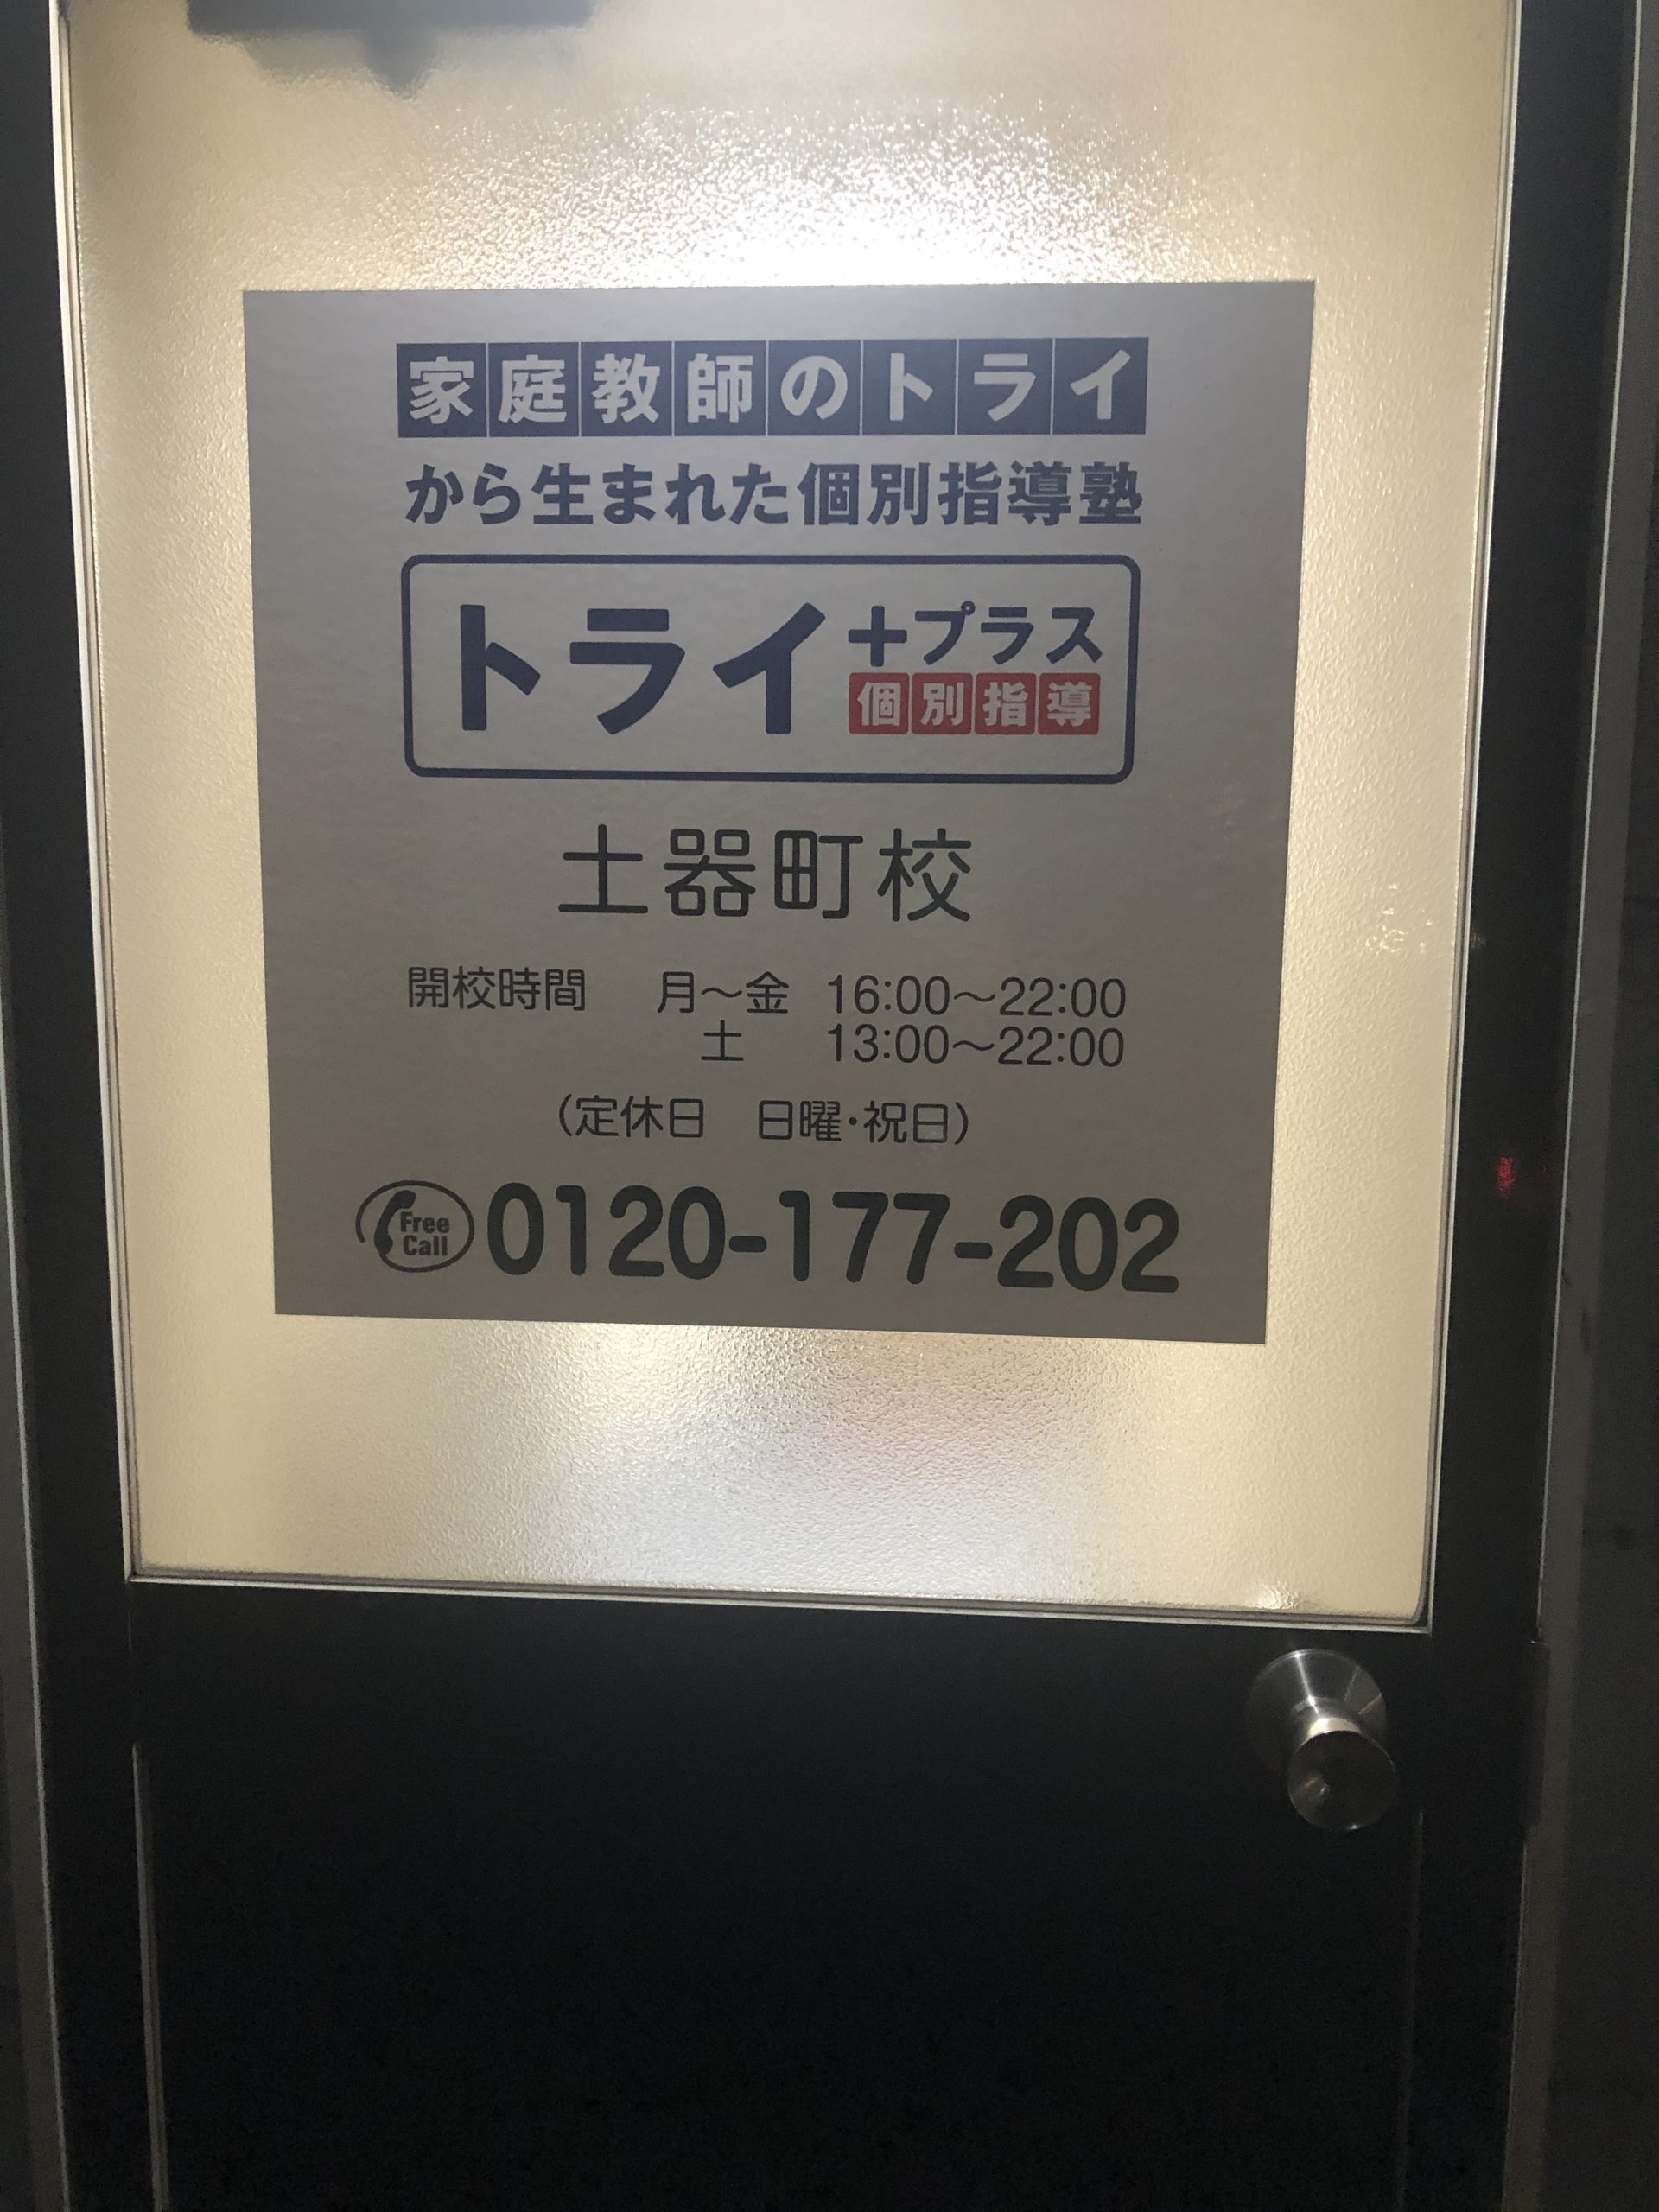 家庭教師のトライ
から生まれた個別指導塾
トライ+プラス
個別指導
土器町校
開校時間 月〜金 16:00〜22:00
土 13:00〜22:00
(定休日 日曜・祝日)
Free Call 0120-177-202